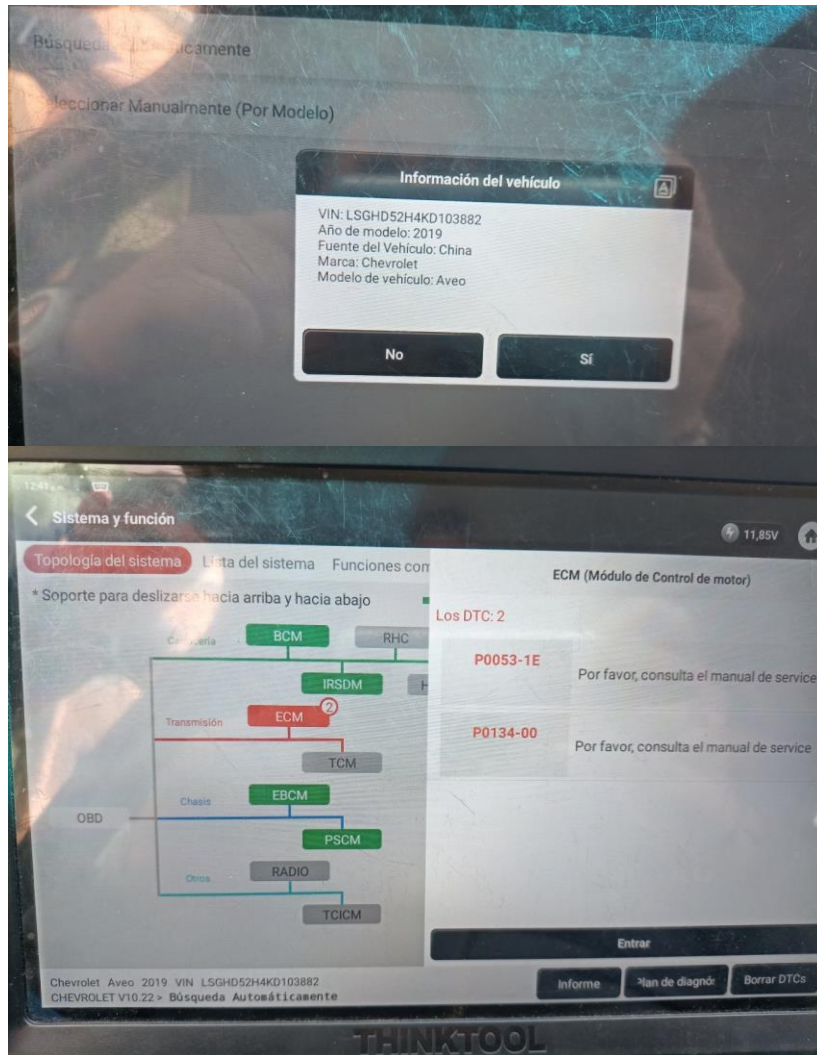 Búsqueda
camente
Seleccionar Manualmente (Por Modelo)
Información del vehículo
VIN: LSGHD52H4KD103882
Año de modelo: 2019
Fuente del Vehículo: China
Marca: Chevrolet
Modelo de vehículo: Aveo
No
Sí
Sistema y función
11,85V
Topología del sistema
Lista del sistema
Funciones com
* Soporte para deslizarse hacia arriba y hacia abajo
BCM
RHC
IRSDM
H
Transmisión
ECM
2
TCM
Chasis
EBCM
OBD
PSCM
Otros
RADIO
TCICM
ECM (Módulo de Control de motor)
Los DTC: 2
P0053-1E
Por favor, consulta el manual de service
P0134-00
Por favor, consulta el manual de service
Entrar
Informe
Plan de diagnós
Borrar DTCs
Chevrolet Aveo 2019 VIN LSGHD52H4KD103882
CHEVROLET V10.22 > Búsqueda Automáticamente
THINKTOOL